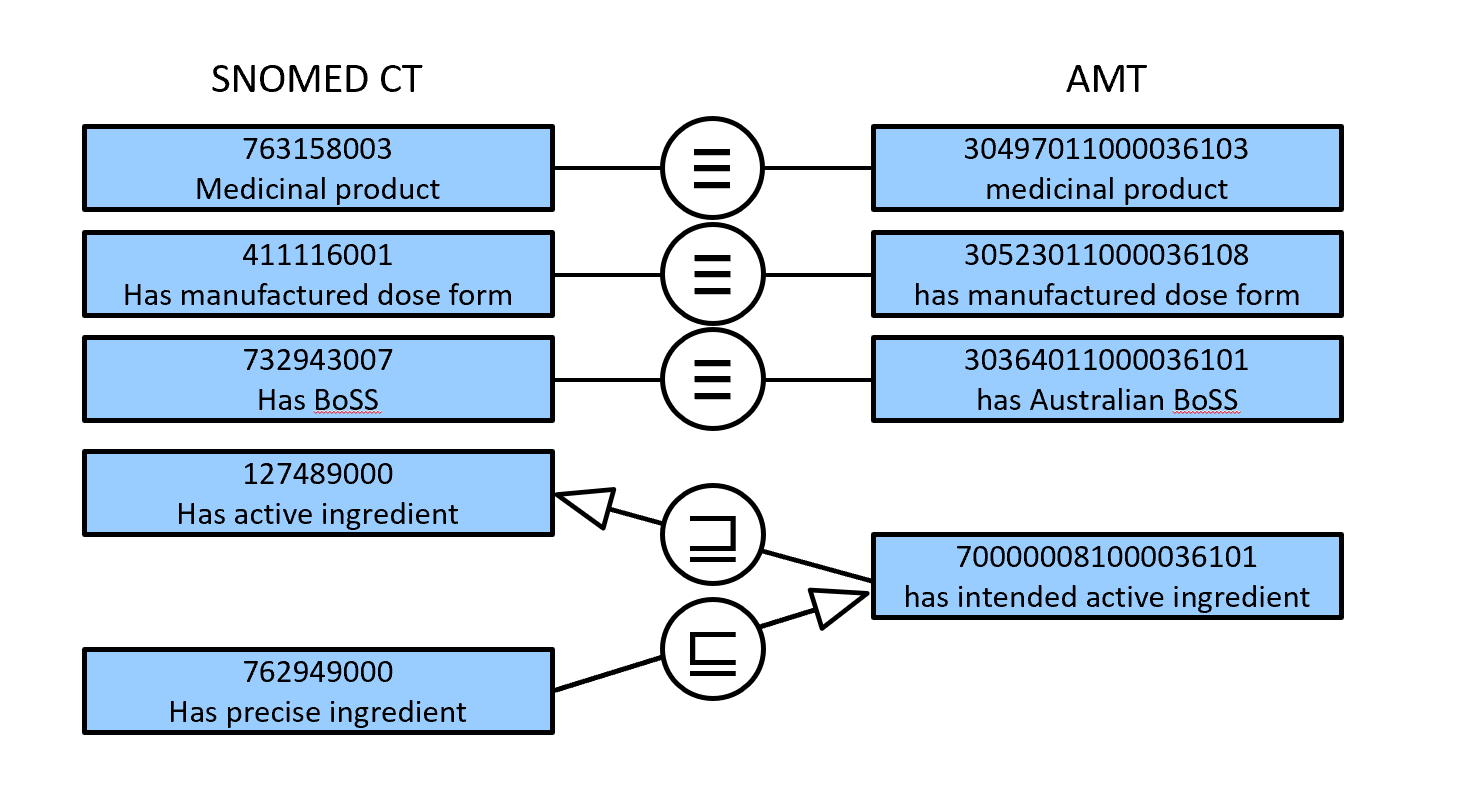 SNOMED CT
AMT
763158003
Medicinal product
≡
30497011000036103
medicinal product
411116001
Has manufactured dose form
≡
30523011000036108
has manufactured dose form
732943007
Has BoSS
≡
30364011000036101
has Australian BoSS
127489000
Has active ingredient
⊒
700000081000036101
has intended active ingredient
⊑
762949000
Has precise ingredient